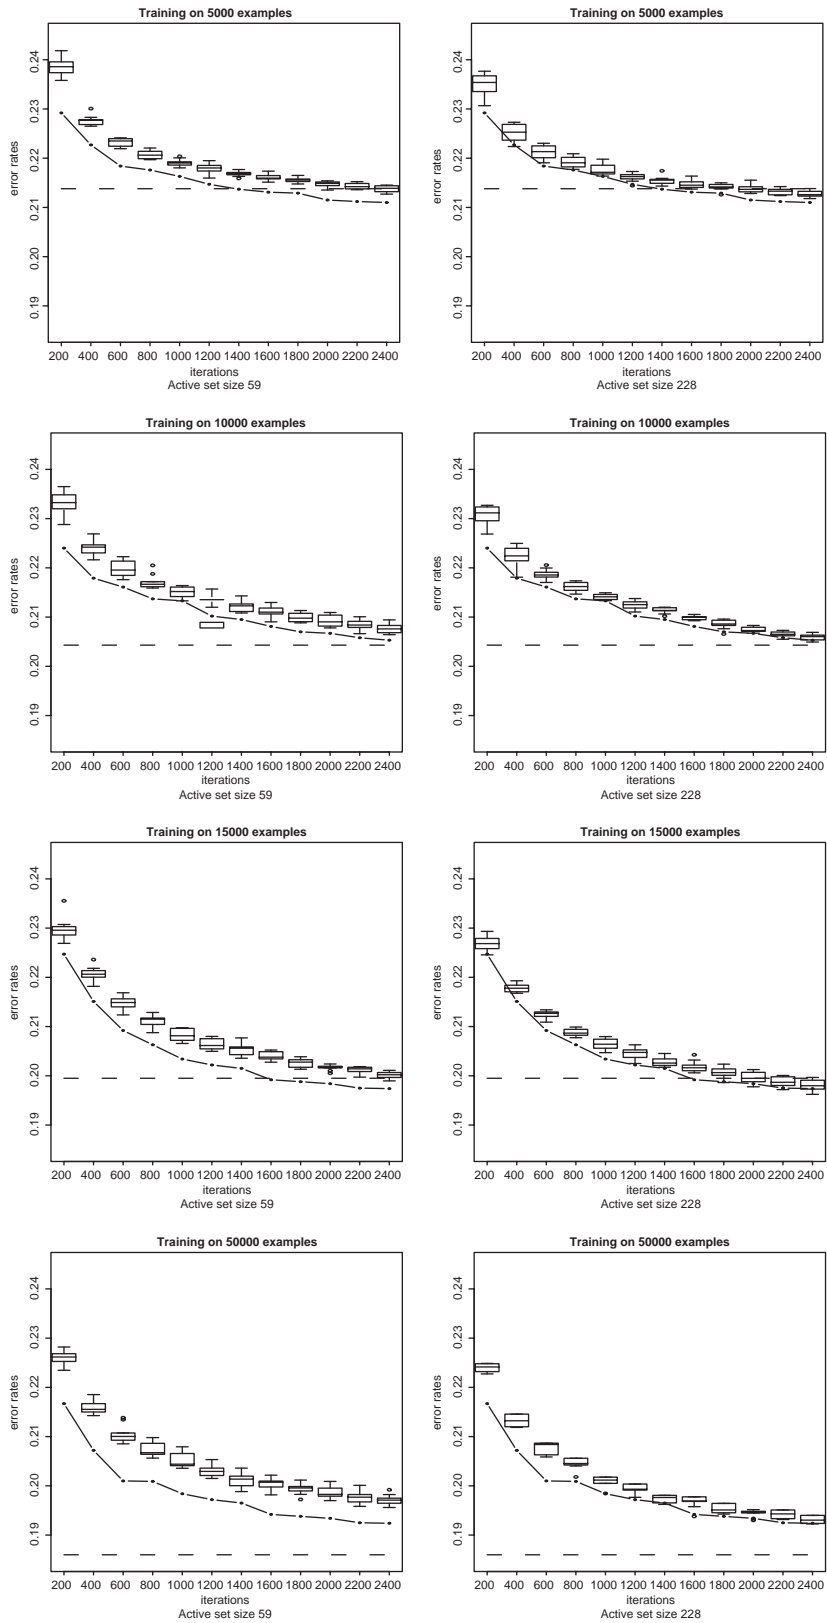 Training on 5000 examples
error rates
0.24
0.23
0.22
0.21
0.20
0.19
200 400 600 800 1000 1200 1400 1600 1800 2000 2200 2400
iterations
Active set size 59
Training on 5000 examples
error rates
0.24
0.23
0.22
0.21
0.20
0.19
200 400 600 800 1000 1200 1400 1600 1800 2000 2200 2400
iterations
Active set size 228
Training on 10000 examples
error rates
0.24
0.23
0.22
0.21
0.20
0.19
200 400 600 800 1000 1200 1400 1600 1800 2000 2200 2400
iterations
Active set size 59
Training on 10000 examples
error rates
0.24
0.23
0.22
0.21
0.20
0.19
200 400 600 800 1000 1200 1400 1600 1800 2000 2200 2400
iterations
Active set size 228
Training on 15000 examples
error rates
0.24
0.23
0.22
0.21
0.20
0.19
200 400 600 800 1000 1200 1400 1600 1800 2000 2200 2400
iterations
Active set size 59
Training on 15000 examples
error rates
0.24
0.23
0.22
0.21
0.20
0.19
200 400 600 800 1000 1200 1400 1600 1800 2000 2200 2400
iterations
Active set size 228
Training on 50000 examples
error rates
0.24
0.23
0.22
0.21
0.20
0.19
200 400 600 800 1000 1200 1400 1600 1800 2000 2200 2400
iterations
Active set size 59
Training on 50000 examples
error rates
0.24
0.23
0.22
0.21
0.20
0.19
200 400 600 800 1000 1200 1400 1600 1800 2000 2200 2400
iterations
Active set size 228